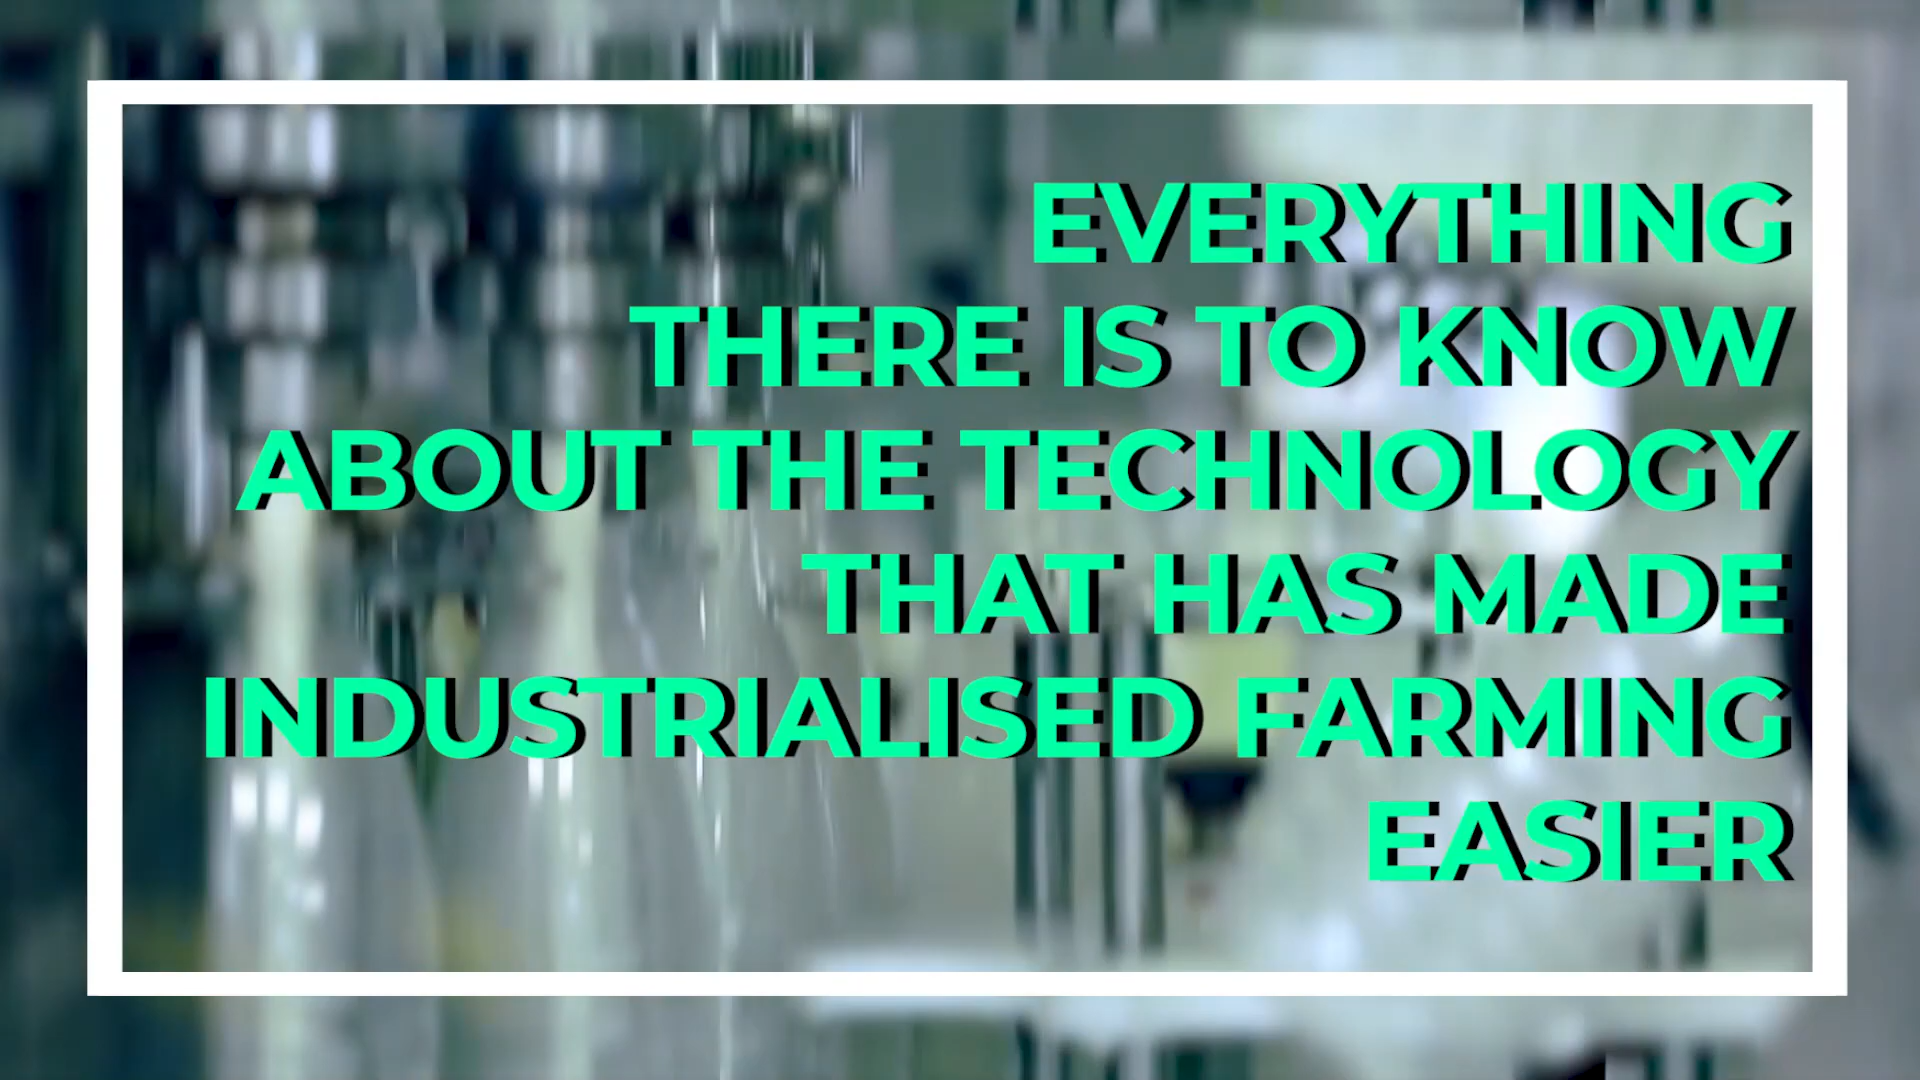 EVERYTHING
THERE IS TO KNOW
ABOUT THE TECHNOLOGY
THAT HAS MADE
INDUSTRIALISED FARMING
EASIER